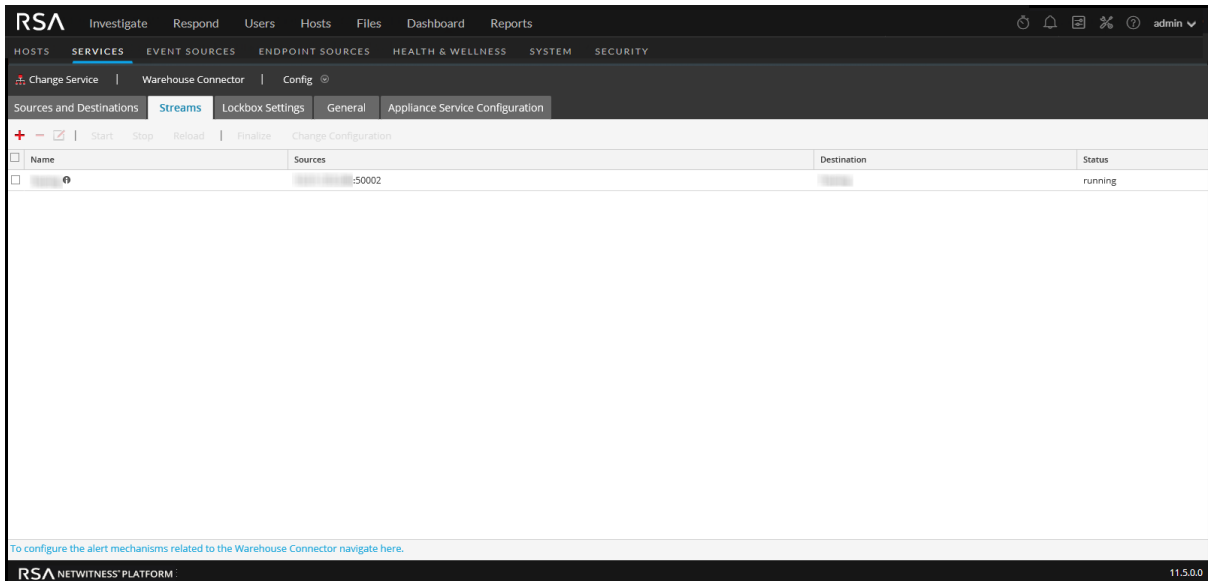 RSA Investigate Respond Users Hosts Files Dashboard Reports admin
HOSTS SERVICES EVENT SOURCES ENDPOINT SOURCES HEALTH & WELLNESS SYSTEM SECURITY
Change Service | Warehouse Connector | Config
Sources and Destinations Streams Lockbox Settings General Appliance Service Configuration
Start Stop Reload | Finalize Change Configuration
Name Sources Destination Status
:50002 running
To configure the alert mechanisms related to the Warehouse Connector navigate here.
RSA NETWITNESS® PLATFORM 11.5.0.0